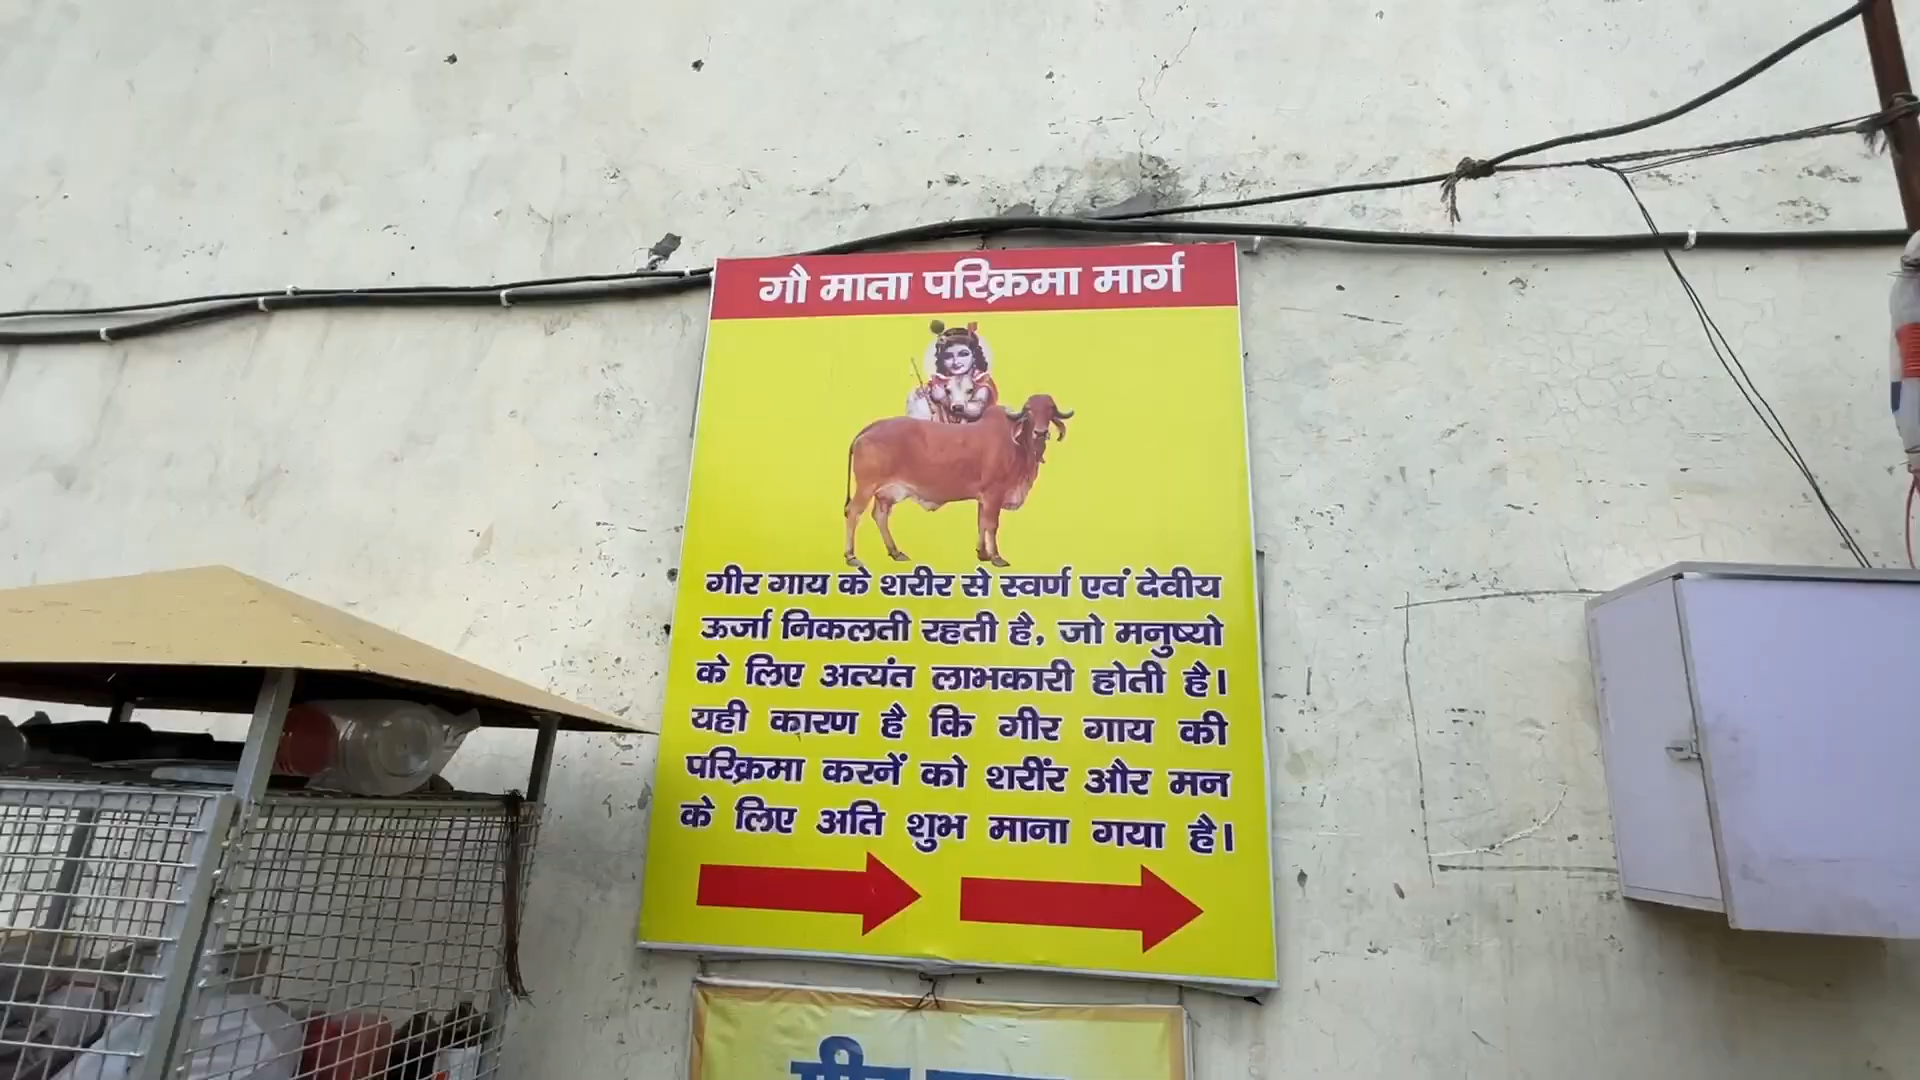 गौ माता परिक्रमा मार्ग
गीर गाय के शरीर से स्वर्ण एवं देवीय
ऊर्जा निकलती रहती है, जो मनुष्यो
के लिए अत्यंत लाभकारी होती है।
यही कारण है कि गीर गाय की
परिक्रमा करनें को शरींर और मन
के लिए अति शुभ माना गया है।